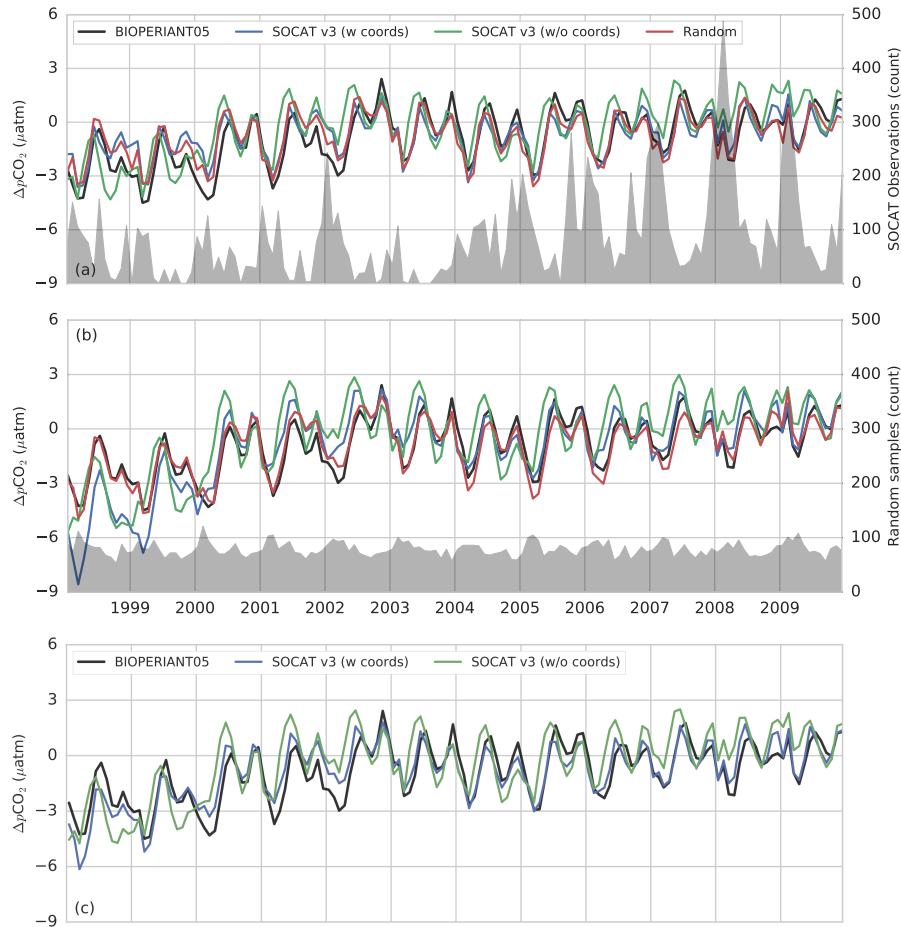 6
3
0
−3
−6
−9
ΔpCO₂ (μatm)
BIOPERIANT05
SOCAT v3 (w coords)
SOCAT v3 (w/o coords)
Random
(a)
500
400
300
200
100
0
SOCAT Observations (count)
6
3
0
−3
−6
−9
ΔpCO₂ (μatm)
(b)
500
400
300
200
100
0
Random samples (count)
1999 2000 2001 2002 2003 2004 2005 2006 2007 2008 2009
6
3
0
−3
−6
−9
ΔpCO₂ (μatm)
BIOPERIANT05
SOCAT v3 (w coords)
SOCAT v3 (w/o coords)
(c)